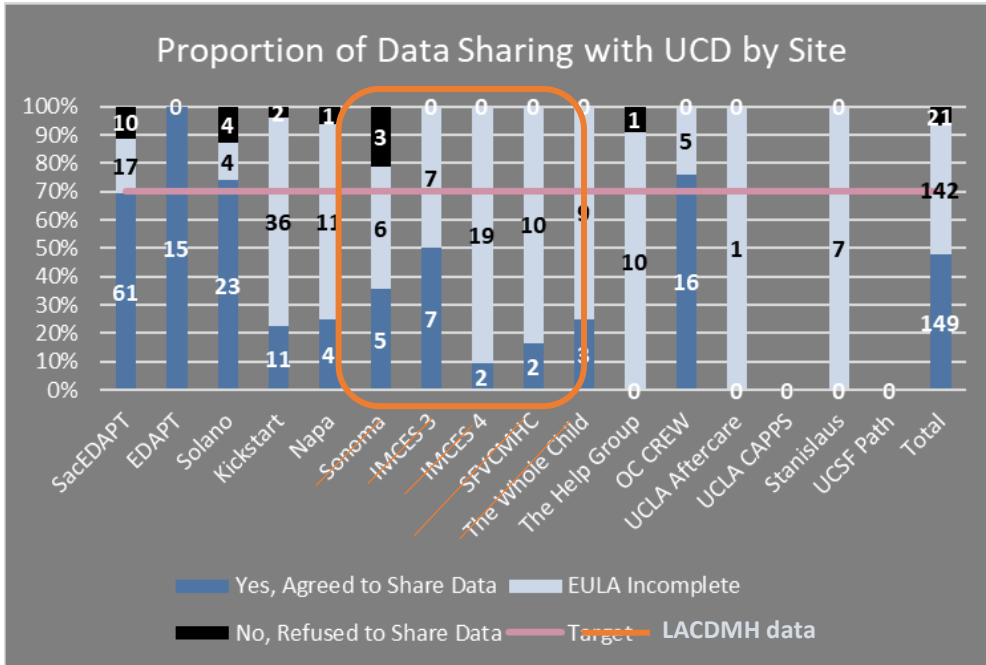 Proportion of Data Sharing with UCD by Site
100%
90%
80%
70%
60%
50%
40%
30%
20%
10%
0%
10 0 4 2 1 3 0 0 0 0 1 0 0 0 21
17 4 36 11 6 7 19 10 9 10 5 1 7 142
61 15 23 11 4 5 7 2 2 3 0 16 0 0 0 0 149
SacEDAPT
EDAPT
Solano
Kickstart
Napa
Sonoma
IMCES 3
IMCES 4
SFVCMHC
The Whole Child
The Help Group
OC CREW
UCLA Aftercare
UCLA CAPPS
Stanislaus
UCSF Path
Total
Yes, Agreed to Share Data EULA Incomplete
No, Refused to Share Data Target LACDMH data